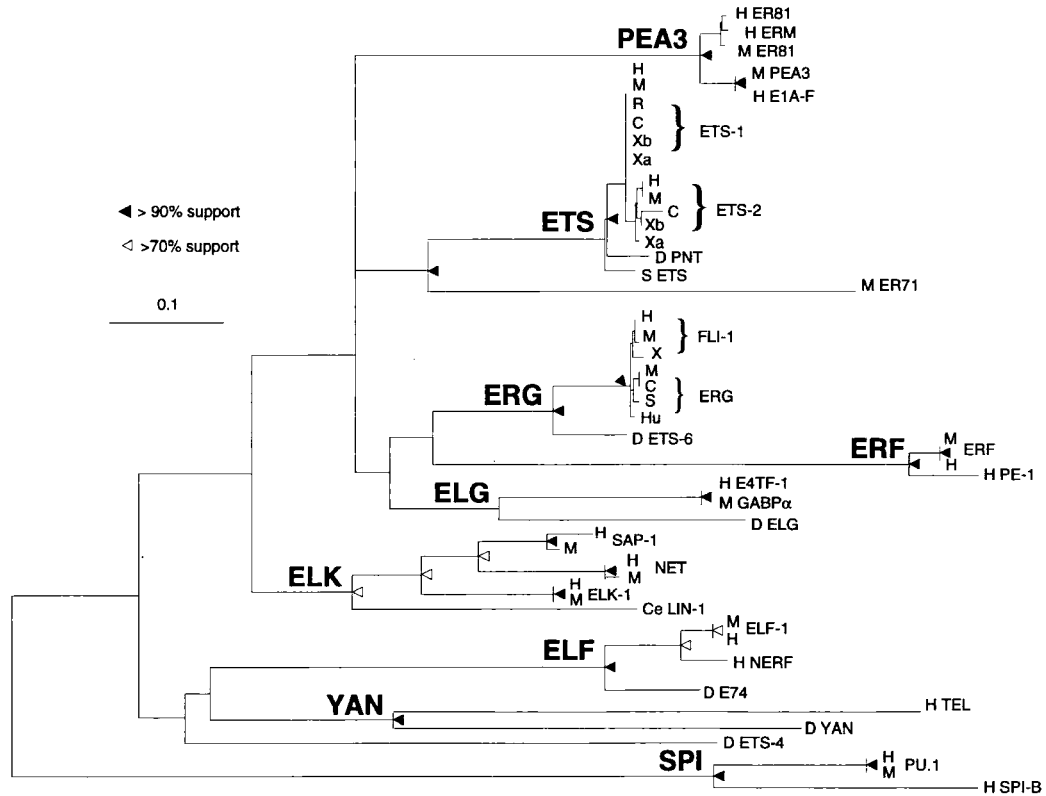 H ER81
H ERM
PEA3
M ER81
M PEA3
H E1A-F
H
M
R
C
Xb
Xa
ETS-1
H
M
C
Xb
Xa
ETS-2
> 90% support
>70% support
0.1
ETS
D PNT
S ETS
M ER71
H
M
X
FLI-1
M
C
S
Hu
ERG
ERG
D ETS-6
ERF
M
H
ERF
H PE-1
ELG
H E4TF-1
M GABPα
D ELG
H
M
SAP-1
H
M
NET
ELK
H
M
ELK-1
Ce LIN-1
M
H
ELF-1
ELF
H NERF
D E74
YAN
H TEL
D YAN
D ETS-4
SPI
H
M
PU.1
H SPI-B